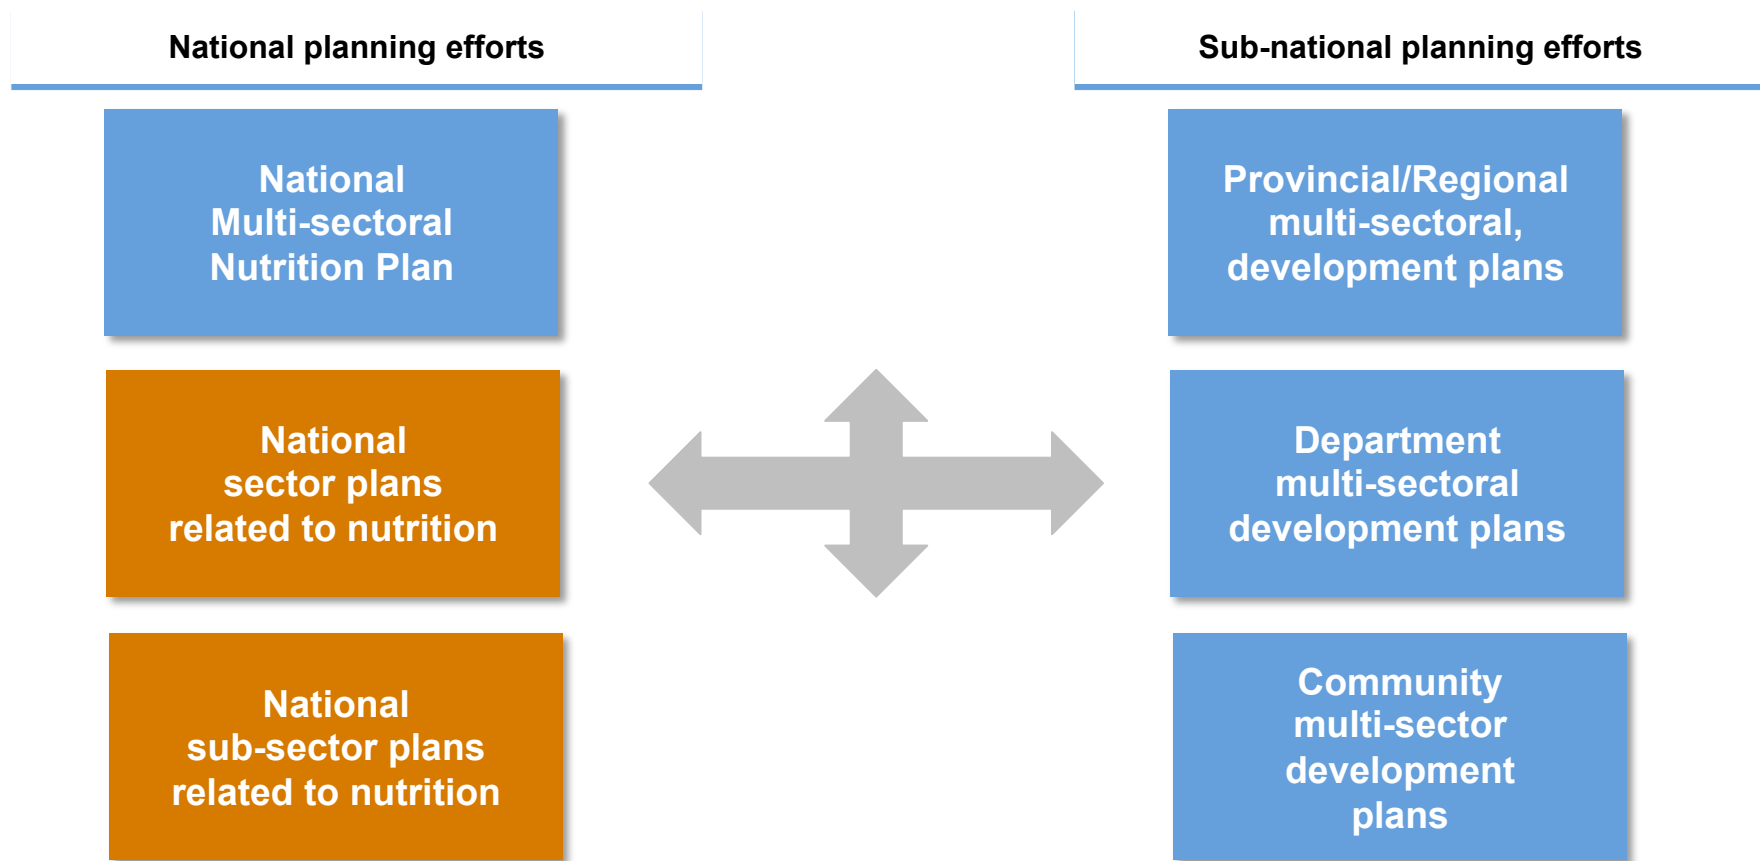 National planning efforts
Sub-national planning efforts
National
Multi-sectoral
Nutrition Plan
Provincial/Regional
multi-sectoral,
development plans
National
sector plans
related to nutrition
Department
multi-sectoral
development plans
National
sub-sector plans
related to nutrition
Community
multi-sector
development
plans